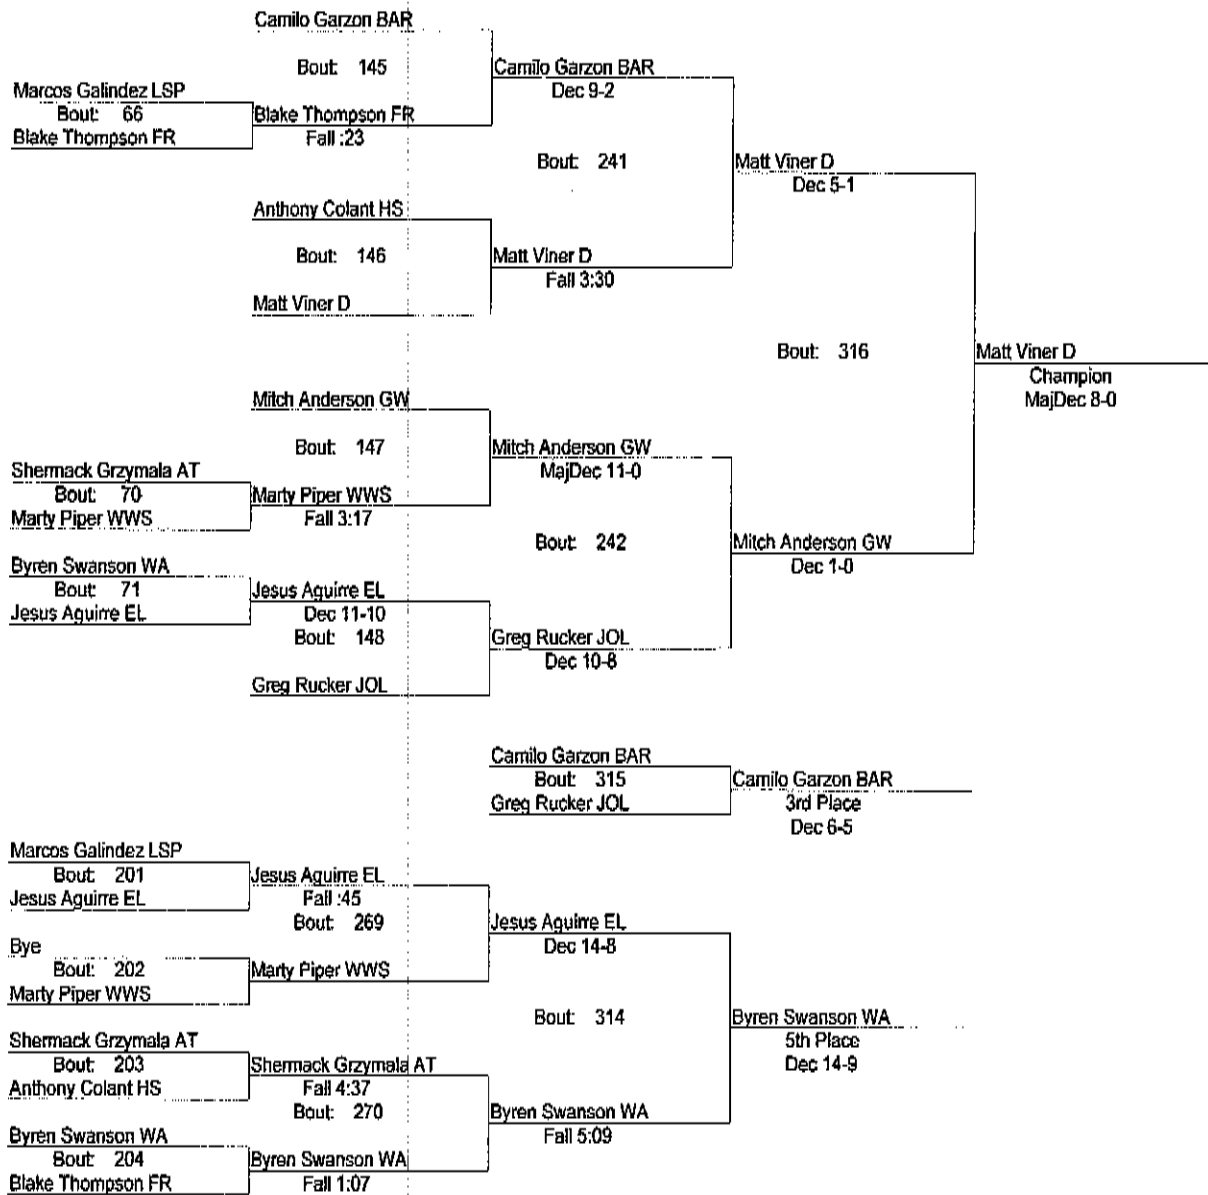 Camilo Garzon BAR
Bout: 145
Camilo Garzon BAR
Dec 9-2
Marcos Galindez LSP
Bout: 66
Blake Thompson FR
Blake Thompson FR
Fall :23
Bout: 241
Matt Viner D
Dec 5-1
Anthony Colant HS
Bout: 146
Matt Viner D
Fall 3:30
Matt Viner D
Bout: 316
Matt Viner D
Champion
MajDec 8-0
Mitch Anderson GW
Bout: 147
Mitch Anderson GW
MajDec 11-0
Shermack Grzymala AT
Bout: 70
Marty Piper WWS
Marty Piper WWS
Fall 3:17
Bout: 242
Mitch Anderson GW
Dec 1-0
Byren Swanson WA
Bout: 71
Jesus Aguirre EL
Jesus Aguirre EL
Dec 11-10
Bout: 148
Greg Rucker JOL
Dec 10-8
Greg Rucker JOL
Camilo Garzon BAR
Bout: 315
Greg Rucker JOL
Camilo Garzon BAR
3rd Place
Dec 6-5
Marcos Galindez LSP
Bout: 201
Jesus Aguirre EL
Jesus Aguirre EL
Fall :45
Bout: 269
Jesus Aguirre EL
Dec 14-8
Bye
Bout: 202
Marty Piper WWS
Marty Piper WWS
Bout: 314
Byren Swanson WA
5th Place
Dec 14-9
Shermack Grzymala AT
Bout: 203
Anthony Colant HS
Shermack Grzymala AT
Fall 4:37
Bout: 270
Byren Swanson WA
Fall 5:09
Byren Swanson WA
Bout: 204
Blake Thompson FR
Byren Swanson WA
Fall 1:07